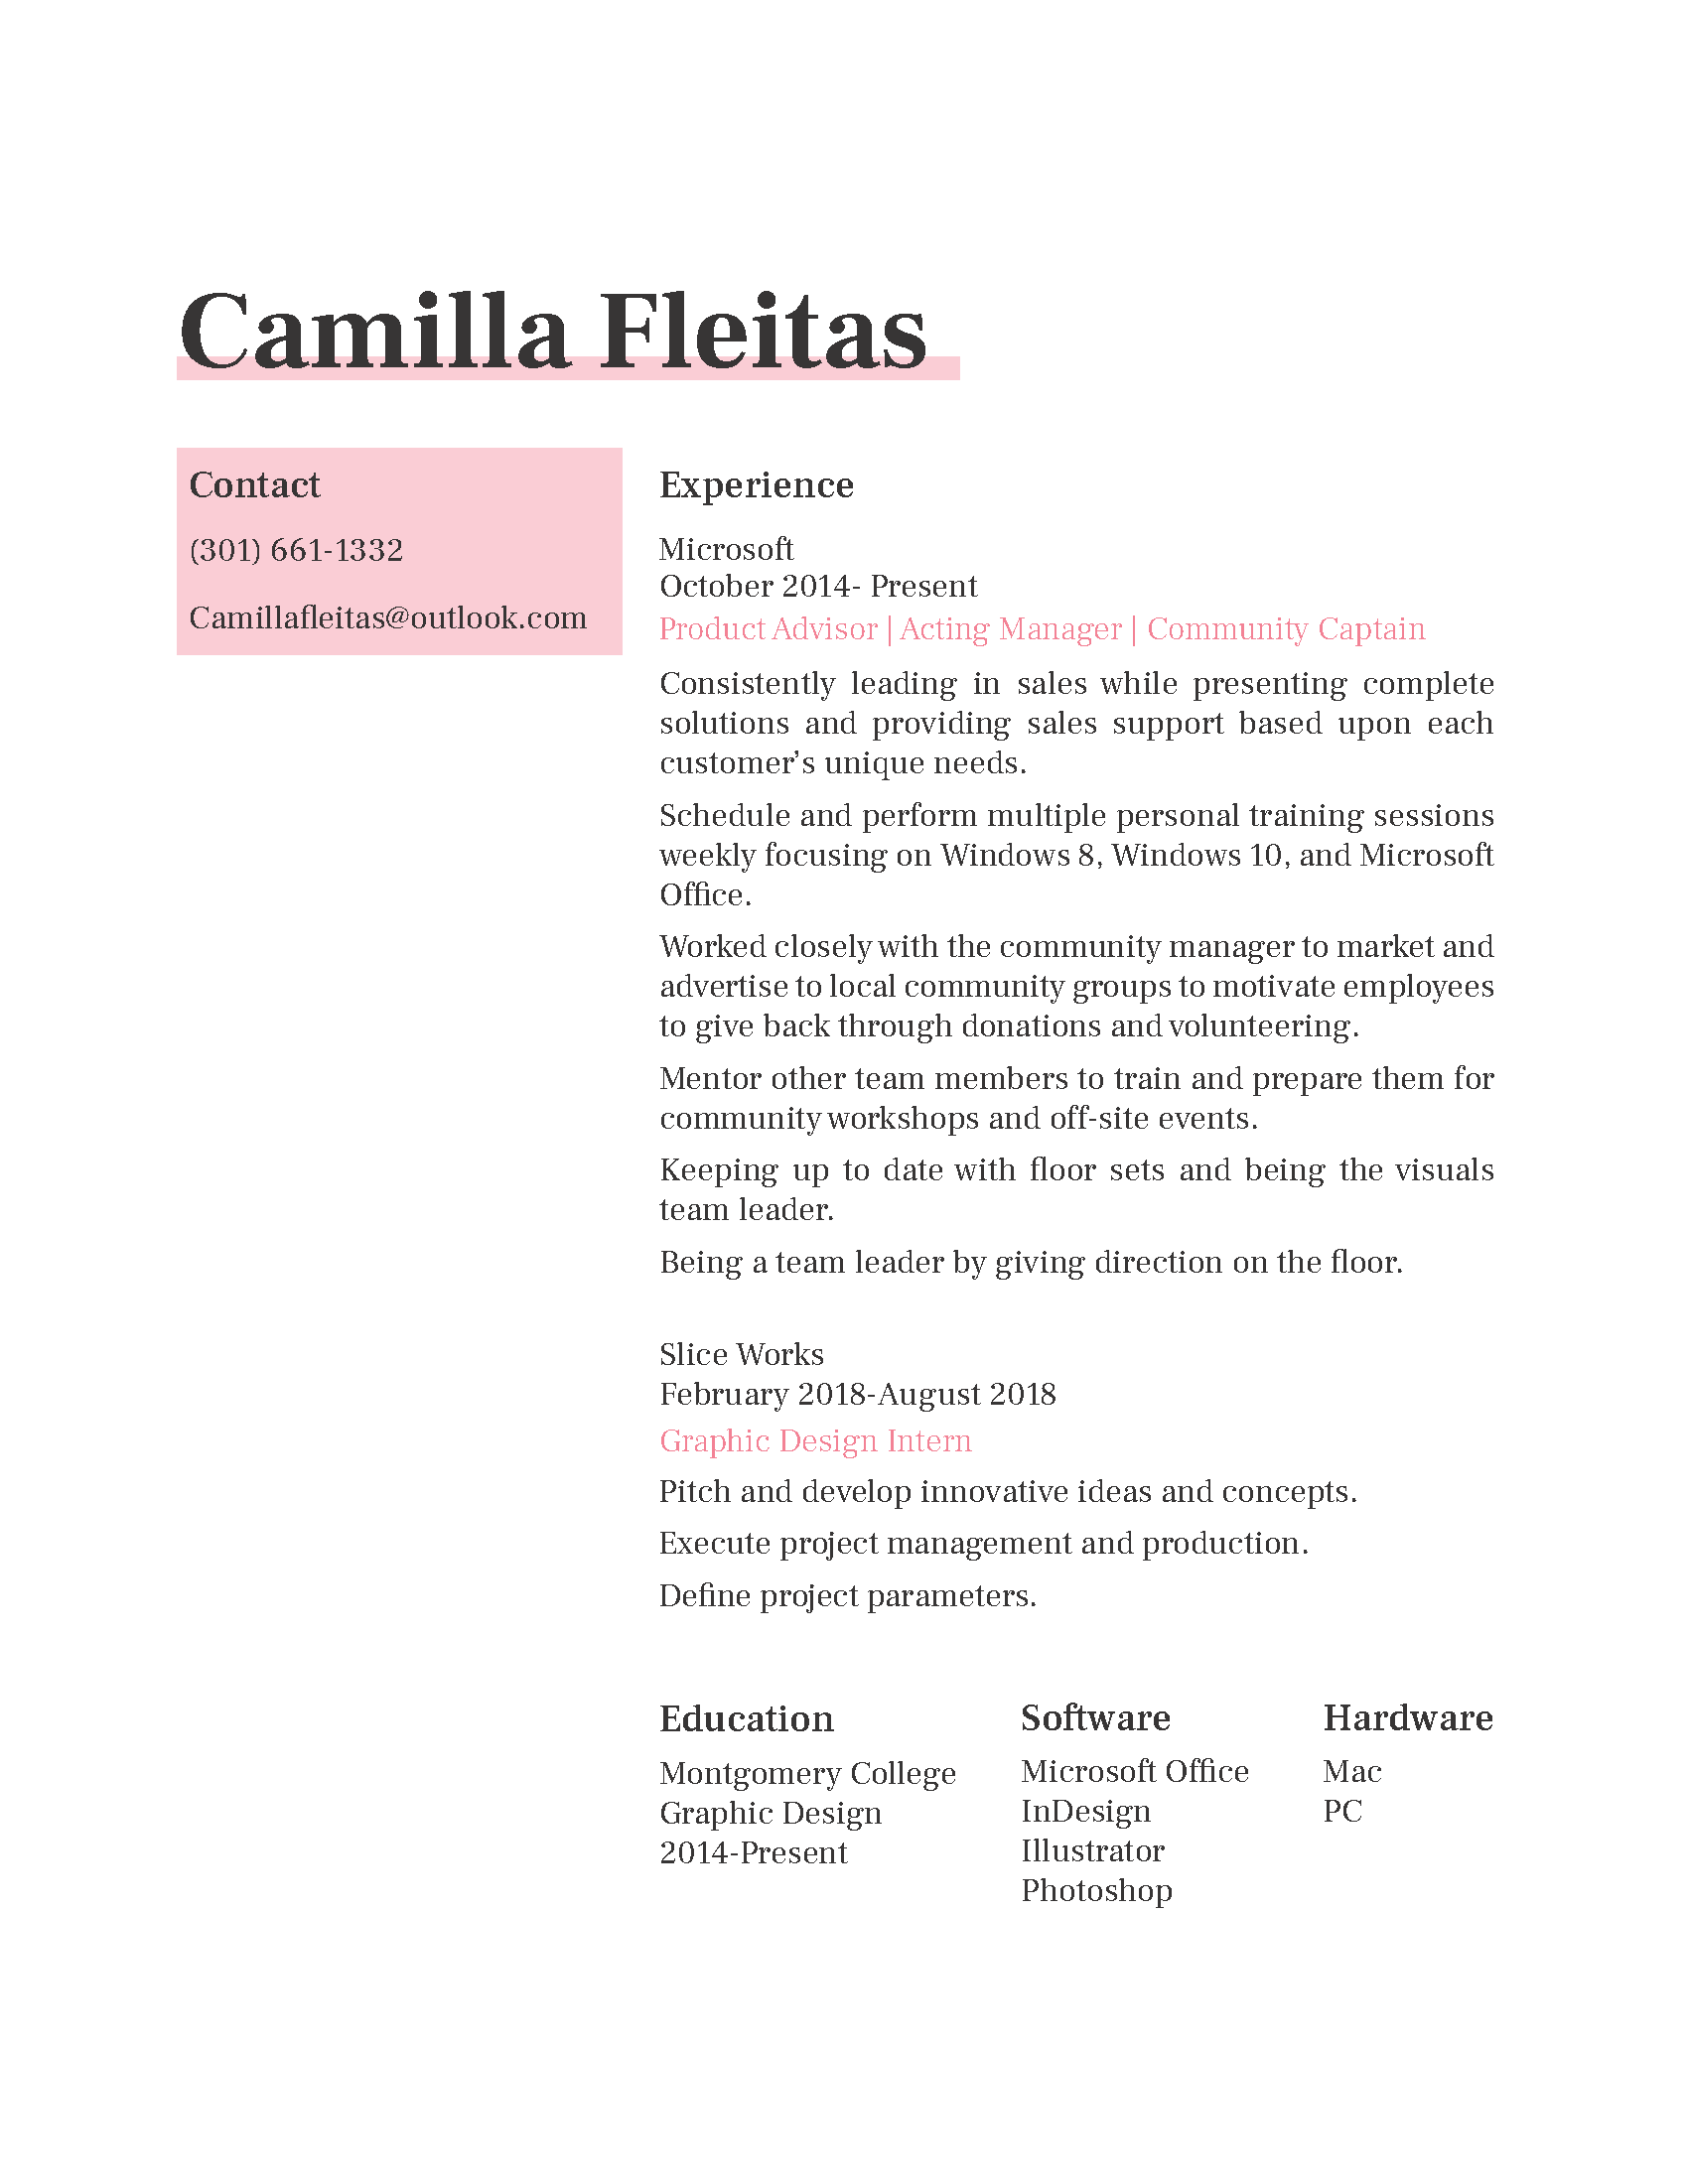 Camilla Fleitas
Contact
(301) 661-1332
Camillafleitas@outlook.com
Experience
Microsoft
October 2014- Present
Product Advisor | Acting Manager | Community Captain
Consistently leading in sales while presenting complete
solutions and providing sales support based upon each
customer's unique needs.
Schedule and perform multiple personal training sessions
weekly focusing on Windows 8, Windows 10, and Microsoft
Office.
Worked closely with the community manager to market and
advertise to local community groups to motivate employees
to give back through donations and volunteering.
Mentor other team members to train and prepare them for
community workshops and off-site events.
Keeping up to date with floor sets and being the visuals
team leader.
Being a team leader by giving direction on the floor.
Slice Works
February 2018-August 2018
Graphic Design Intern
Pitch and develop innovative ideas and concepts.
Execute project management and production.
Define project parameters.
Education
Montgomery College
Graphic Design
2014-Present
Software
Microsoft Office
InDesign
Illustrator
Photoshop
Hardware
Mac
PC